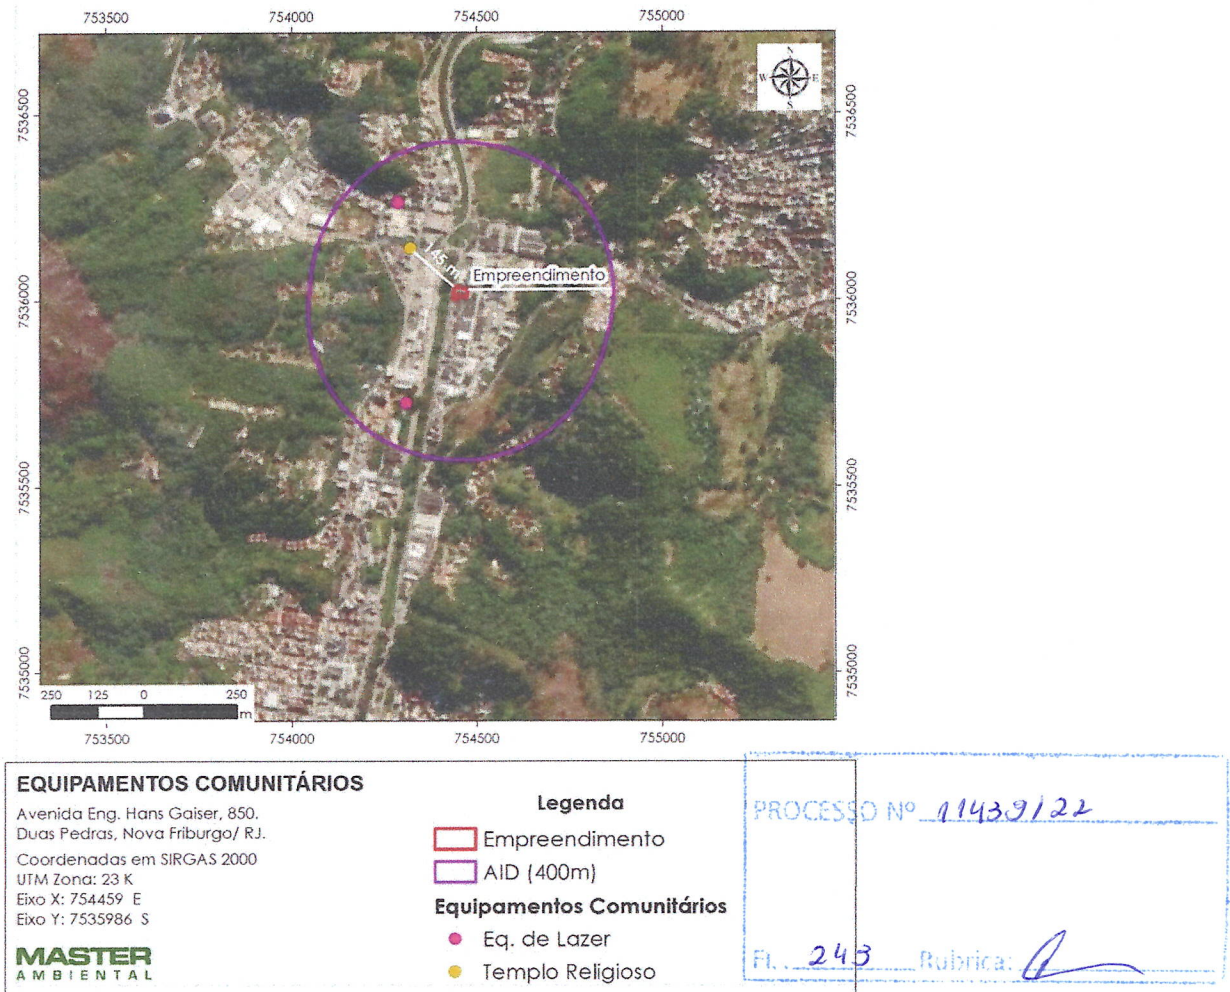 753500 754000 754500 755000
N
W E
S
7536500 7536500
145 m
Empreendimento
7536000 7536000
7535500 7535500
7535000 7535000
250 125 0 250
m
753500 754000 754500 755000
EQUIPAMENTOS COMUNITÁRIOS
Avenida Eng. Hans Gaiser, 850.
Duas Pedras, Nova Friburgo/ RJ.
Coordenadas em SIRGAS 2000
UTM Zona: 23 K
Eixo X: 754459 E
Eixo Y: 7535986 S
MASTER
AMBIENTAL
Legenda
Empreendimento
AID (400m)
Equipamentos Comunitários
Eq. de Lazer
Templo Religioso
PROCESSO Nº 11439/22
Fl. 243 Rubrica: